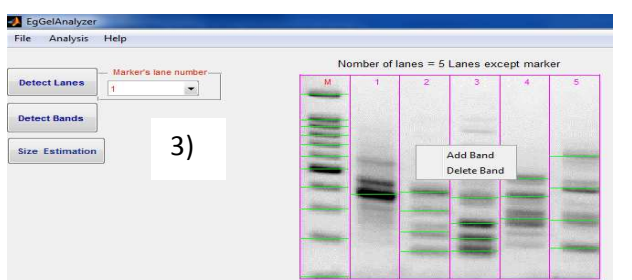 EgGelAnalyzer
File Analysis Help
Nomber of lanes = 5 Lanes except marker
Marker's lane number
Detect Lanes
1
M 1 2 3 4 5
Detect Bands
3)
Size Estimation
Add Band
Delete Band